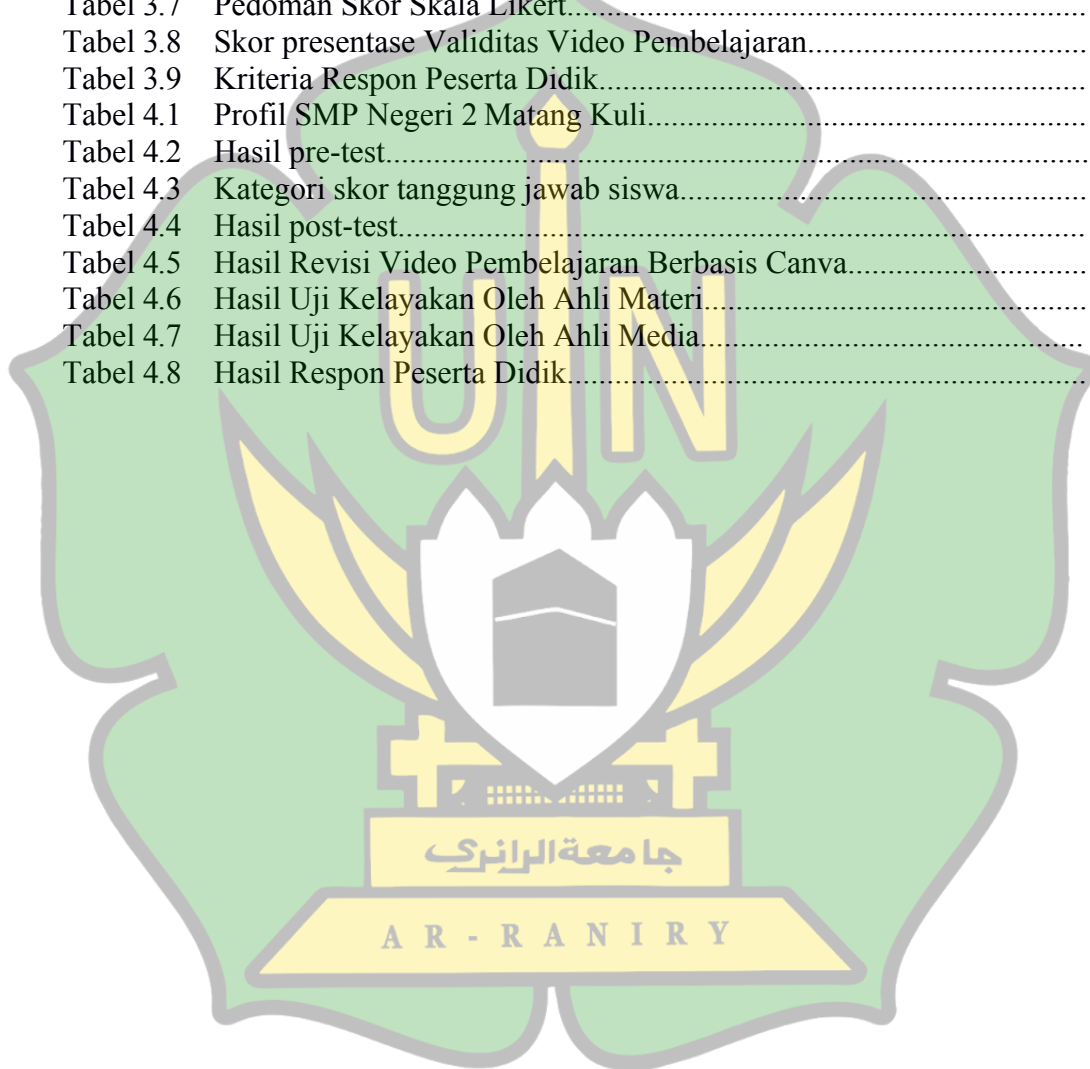 Tabel 3.7 Pedoman Skor Skala Likert..........................................................................
Tabel 3.8 Skor presentase Validitas Video Pembelajaran...................................
Tabel 3.9 Kriteria Respon Peserta Didik.............................................................
Tabel 4.1 Profil SMP Negeri 2 Matang Kuli.......................................................
Tabel 4.2 Hasil pre-test........................................................................................
Tabel 4.3 Kategori skor tanggung jawab siswa...................................................
Tabel 4.4 Hasil post-test......................................................................................
Tabel 4.5 Hasil Revisi Video Pembelajaran Berbasis Canva..............................
Tabel 4.6 Hasil Uji Kelayakan Oleh Ahli Materi................................................
Tabel 4.7 Hasil Uji Kelayakan Oleh Ahli Media................................................
Tabel 4.8 Hasil Respon Peserta Didik.................................................................
UIN
جامعة الرانري
AR-RANIRY